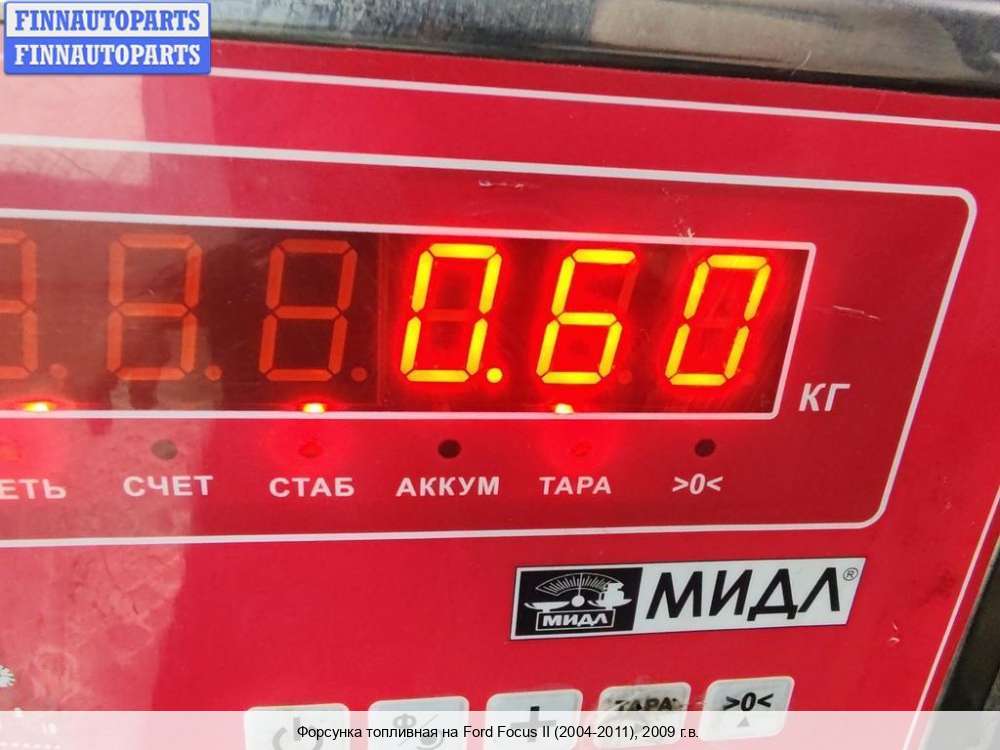 FINNAUTOPARTS
FINNAUTOPARTS
0.60
КГ
ЕТЬ СЧЕТ СТАБ АККУМ ТАРА >0<
МИДЛ
МИДЛ®
ТАРА >0<
Форсунка топливная на Ford Focus II (2004-2011), 2009 г.в.